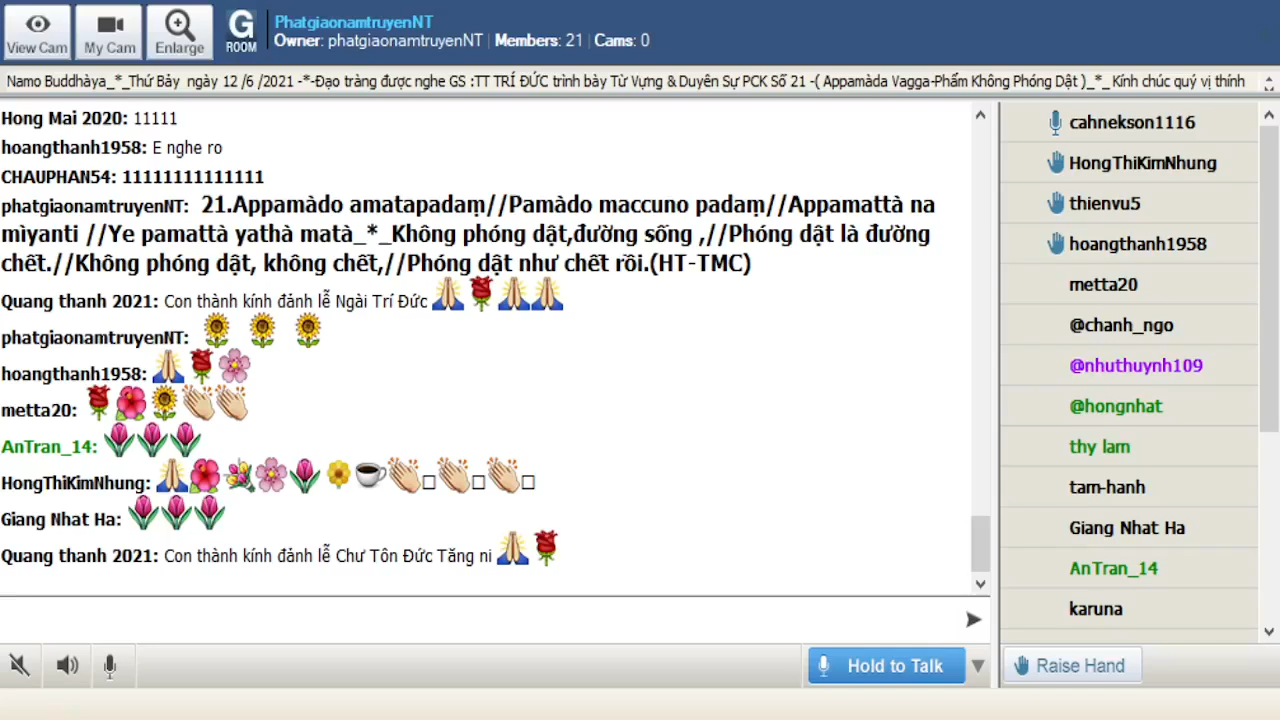 View Cam
My Cam
Enlarge
G
ROOM
PhatgiaonamtruyenNT
Owner: phatgiaonamtruyenNT | Members: 21 | Cams: 0
Namo Buddhàya_*_Thứ Bảy ngày 12 /6 /2021 -*-Đạo tràng được nghe GS :TT TRÍ ĐỨC trình bày Từ Vựng & Duyên Sự PCK Số 21 -( Appamàda Vagga-Phẩm Không Phóng Dật )_*_ Kính chúc quý vị thính
Hong Mai 2020: 11111
hoangthanh1958: E nghe ro
CHAUPHAN54: 11111111111111
phatgiaonamtruyenNT: 21.Appamàdo amatapadaṃ//Pamàdo maccuno padaṃ//Appamattà na
mìyanti //Ye pamattà yathà matà_*_Không phóng dật,đường sống ,//Phóng dật là đường
chết.//Không phóng dật, không chết,//Phóng dật như chết rồi.(HT-TMC)
Quang thanh 2021: Con thành kính đảnh lễ Ngài Trí Đức 🙏🌹🙏🙏
phatgiaonamtruyenNT: 🌻 🌻 🌻
hoangthanh1958: 🙏🌹🌸
metta20: 🌹🌺🌻👏👏
AnTran_14: 🌷🌷🌷
HongThiKimNhung: 🙏🌺💐🌸🌷🌼☕👏□👏□👏□
Giang Nhat Ha: 🌷🌷🌷
Quang thanh 2021: Con thành kính đảnh lễ Chư Tôn Đức Tăng ni 🙏🌹
cahnekson1116
HongThiKimNhung
thienvu5
hoangthanh1958
metta20
@chanh_ngo
@nhuthuynh109
@hongnhat
thy lam
tam-hanh
Giang Nhat Ha
AnTran_14
karuna
Hold to Talk
Raise Hand